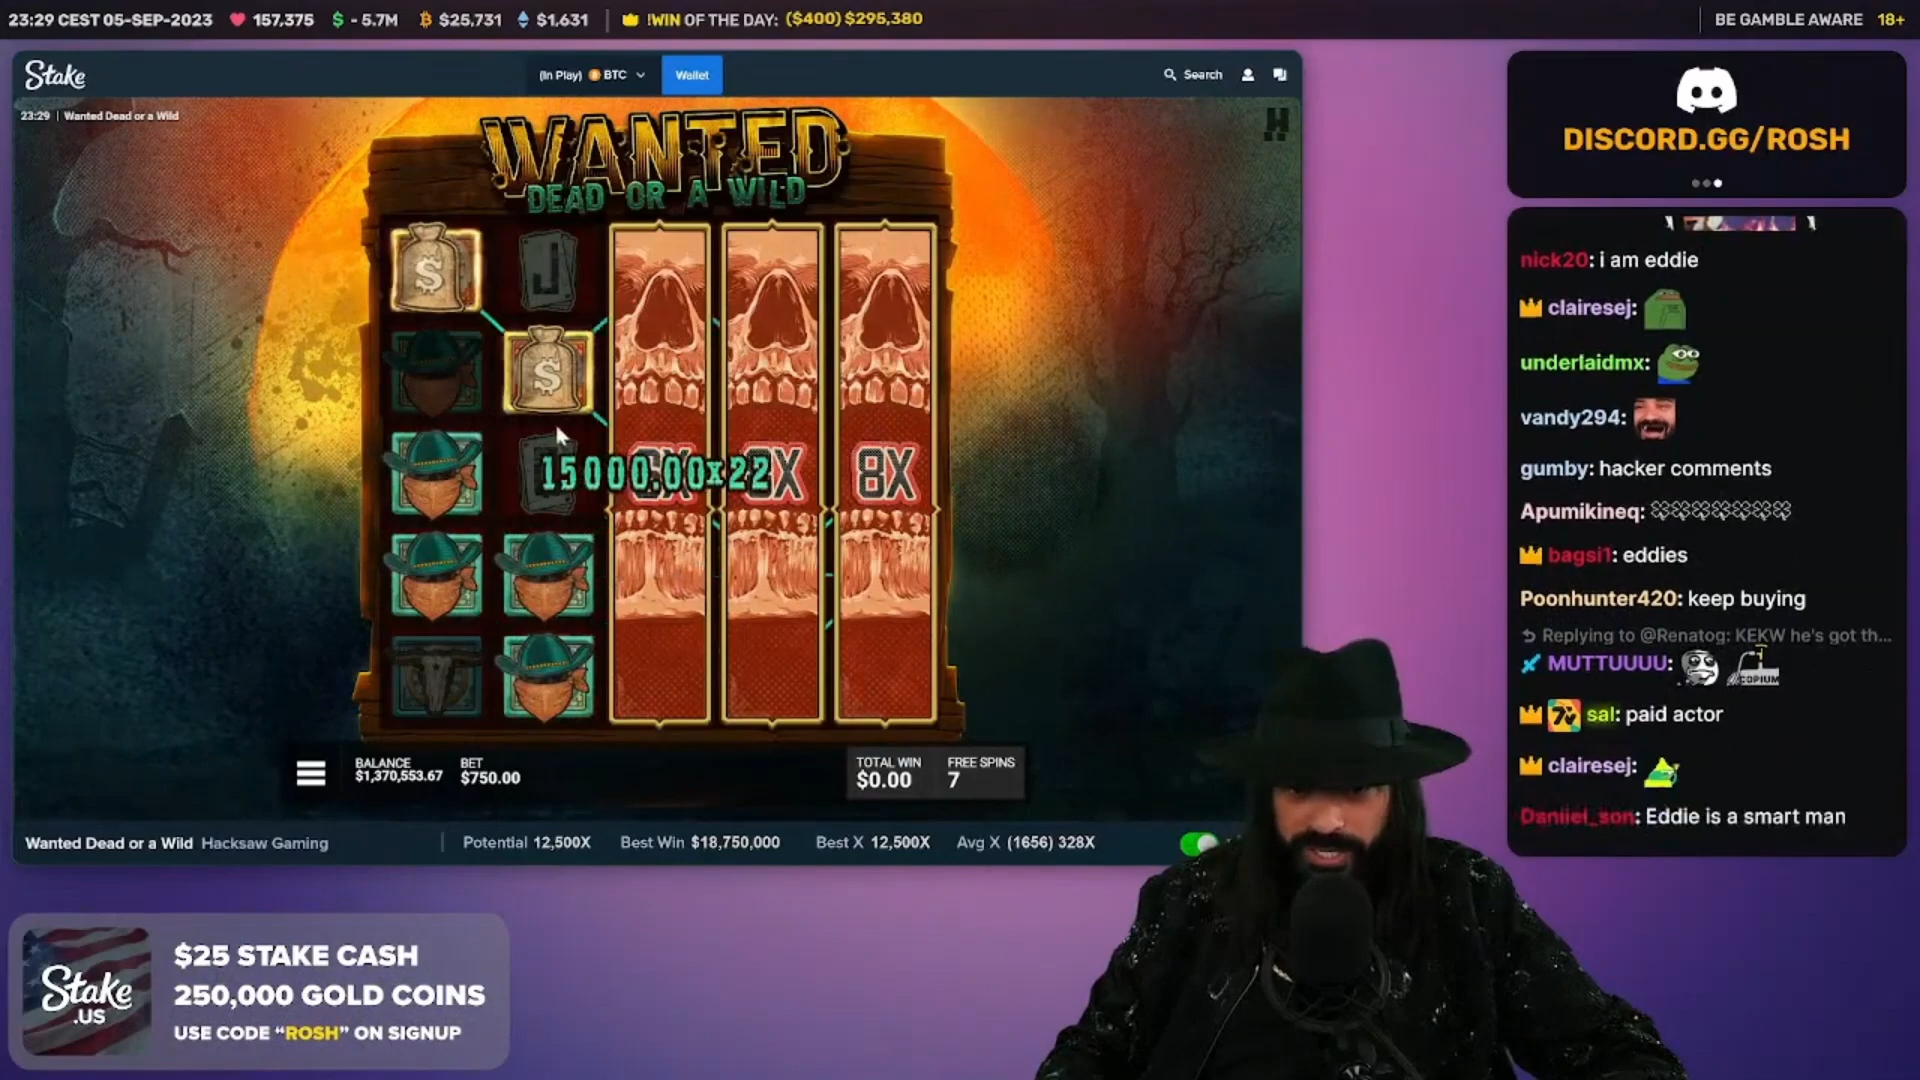 23:29 CEST 05-SEP-2023 157,375 $ - 5.7M $25,731 $1,631 !WIN OF THE DAY: ($400) $295,380 BE GAMBLE AWARE 18+
Stake (In Play) BTC Wallet Search
23:29 | Wanted Dead or a Wild
WANTED
DEAD OR A WILD
J
$
$
15000.00x22
8X
BALANCE
$1,370,553.67
BET
$750.00
TOTAL WIN
$0.00
FREE SPINS
7
Wanted Dead or a Wild Hacksaw Gaming Potential 12,500X Best Win $18,750,000 Best X 12,500X Avg X (1656) 328X
Stake
.US
$25 STAKE CASH
250,000 GOLD COINS
USE CODE “ROSH” ON SIGNUP
DISCORD.GG/ROSH
nick20: i am eddie
clairesej:
underlaidmx:
vandy294:
gumby: hacker comments
Apumikineq:
bagsi1: eddies
Poonhunter420: keep buying
Replying to @Renatog: KEKW he's got th...
MUTTUUUU: COPIUM
sal: paid actor
clairesej:
Daniiel_son: Eddie is a smart man